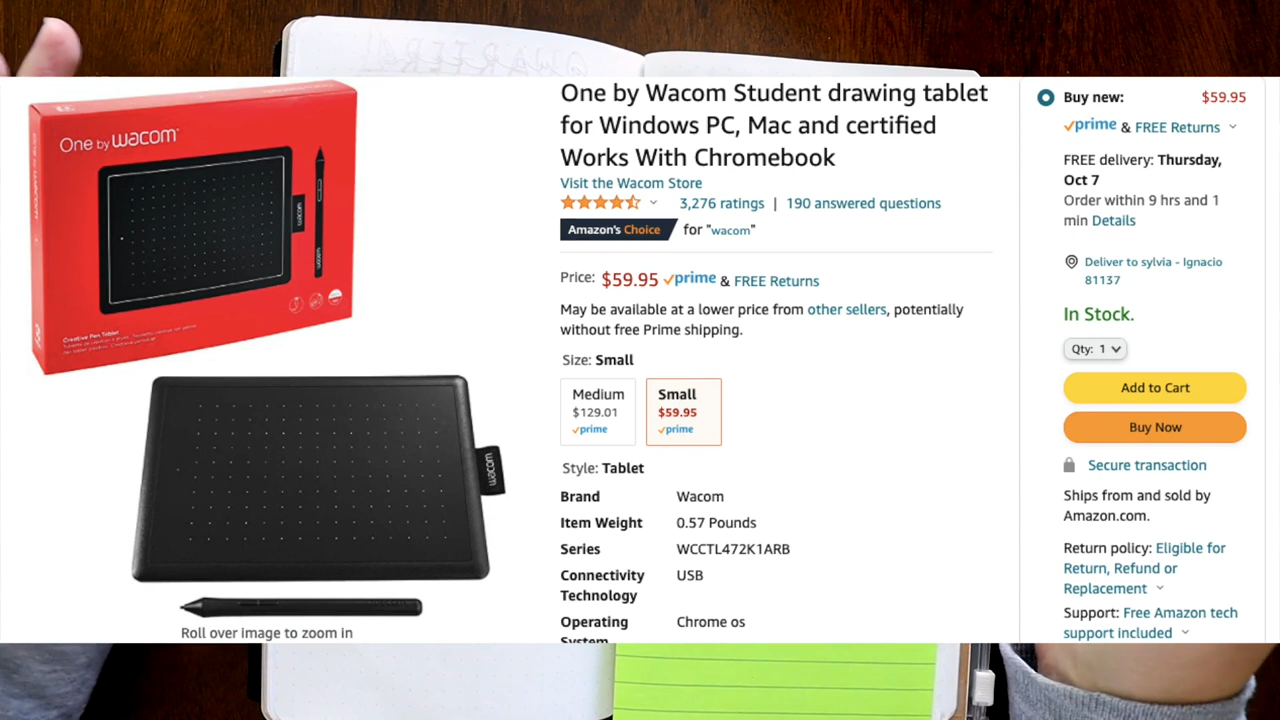 One by wacom
wacom
wacom
Creative Pen Tablet
wacom
Roll over image to zoom in
One by Wacom Student drawing tablet
for Windows PC, Mac and certified
Works With Chromebook
Visit the Wacom Store
3,276 ratings | 190 answered questions
Amazon's Choice for "wacom"
Price: $59.95 prime & FREE Returns
May be available at a lower price from other sellers, potentially
without free Prime shipping.
Size: Small
Medium
$129.01
prime
Small
$59.95
prime
Style: Tablet
Brand Wacom
Item Weight 0.57 Pounds
Series WCCTL472K1ARB
Connectivity USB
Technology
Operating Chrome os
System
Buy new: $59.95
prime & FREE Returns
FREE delivery: Thursday,
Oct 7
Order within 9 hrs and 1
min Details
Deliver to sylvia - Ignacio
81137
In Stock.
Qty: 1
Add to Cart
Buy Now
Secure transaction
Ships from and sold by
Amazon.com.
Return policy: Eligible for
Return, Refund or
Replacement
Support: Free Amazon tech
support included